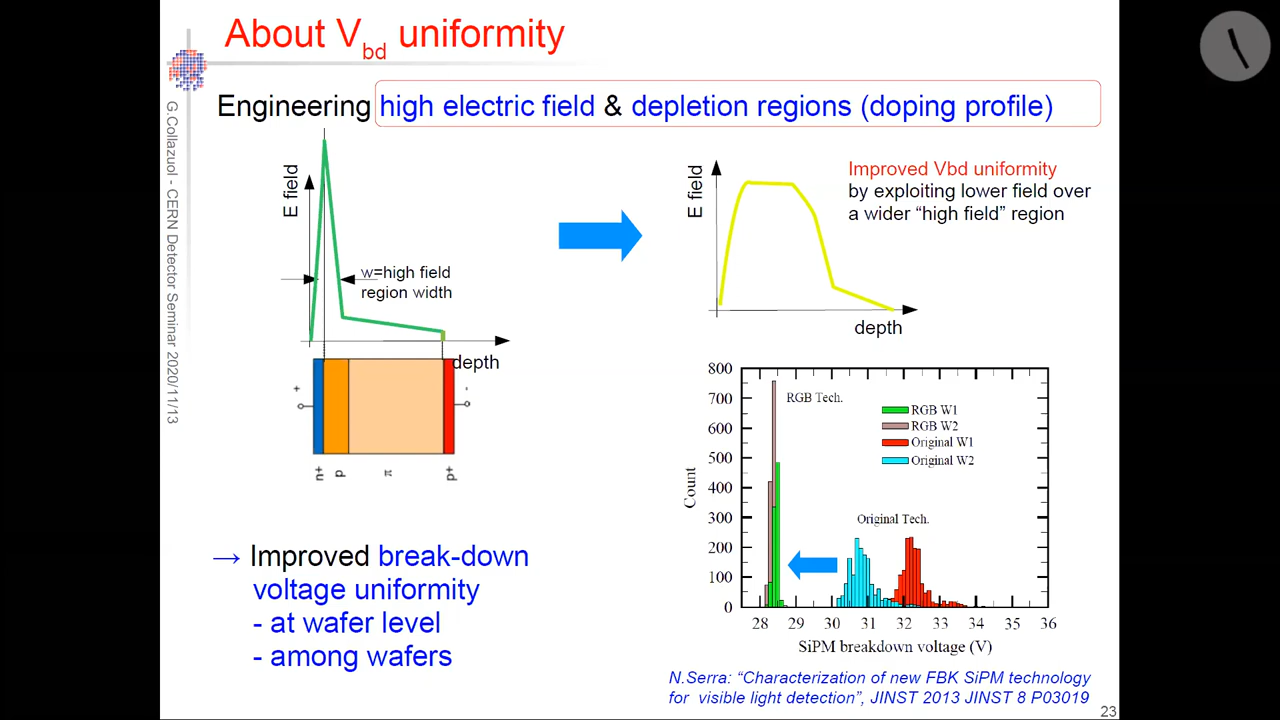 About Vbd uniformity
G.Collazuol - CERN Detector Seminar 2020/11/13
Engineering high electric field & depletion regions (doping profile)
E field
w=high field
region width
depth
+
-
n+
p
π
p+
E field
depth
Improved Vbd uniformity
by exploiting lower field over
a wider “high field” region
→ Improved break-down
voltage uniformity
- at wafer level
- among wafers
800
700
600
500
400
300
200
100
0
Count
RGB Tech.
RGB W1
RGB W2
Original W1
Original W2
Original Tech.
28 29 30 31 32 33 34 35 36
SiPM breakdown voltage (V)
N.Serra: “Characterization of new FBK SiPM technology
for visible light detection”, JINST 2013 JINST 8 P03019
23